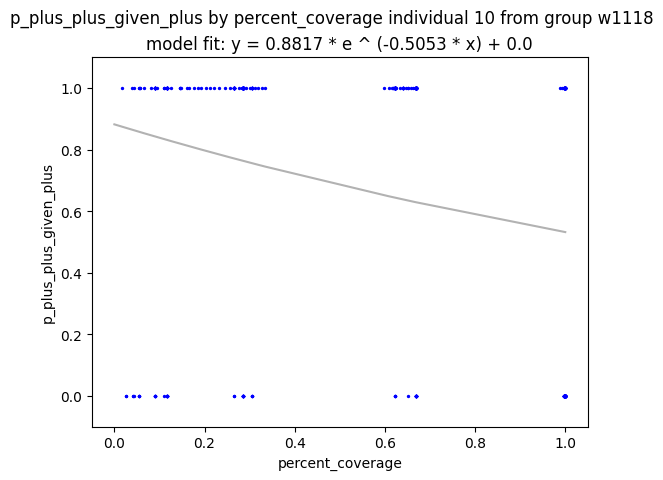 p_plus_plus_given_plus by percent_coverage individual 10 from group w1118
model fit: y = 0.8817 * e ^ (-0.5053 * x) + 0.0
p_plus_plus_given_plus
1.0
0.8
0.6
0.4
0.2
0.0
0.0 0.2 0.4 0.6 0.8 1.0
percent_coverage